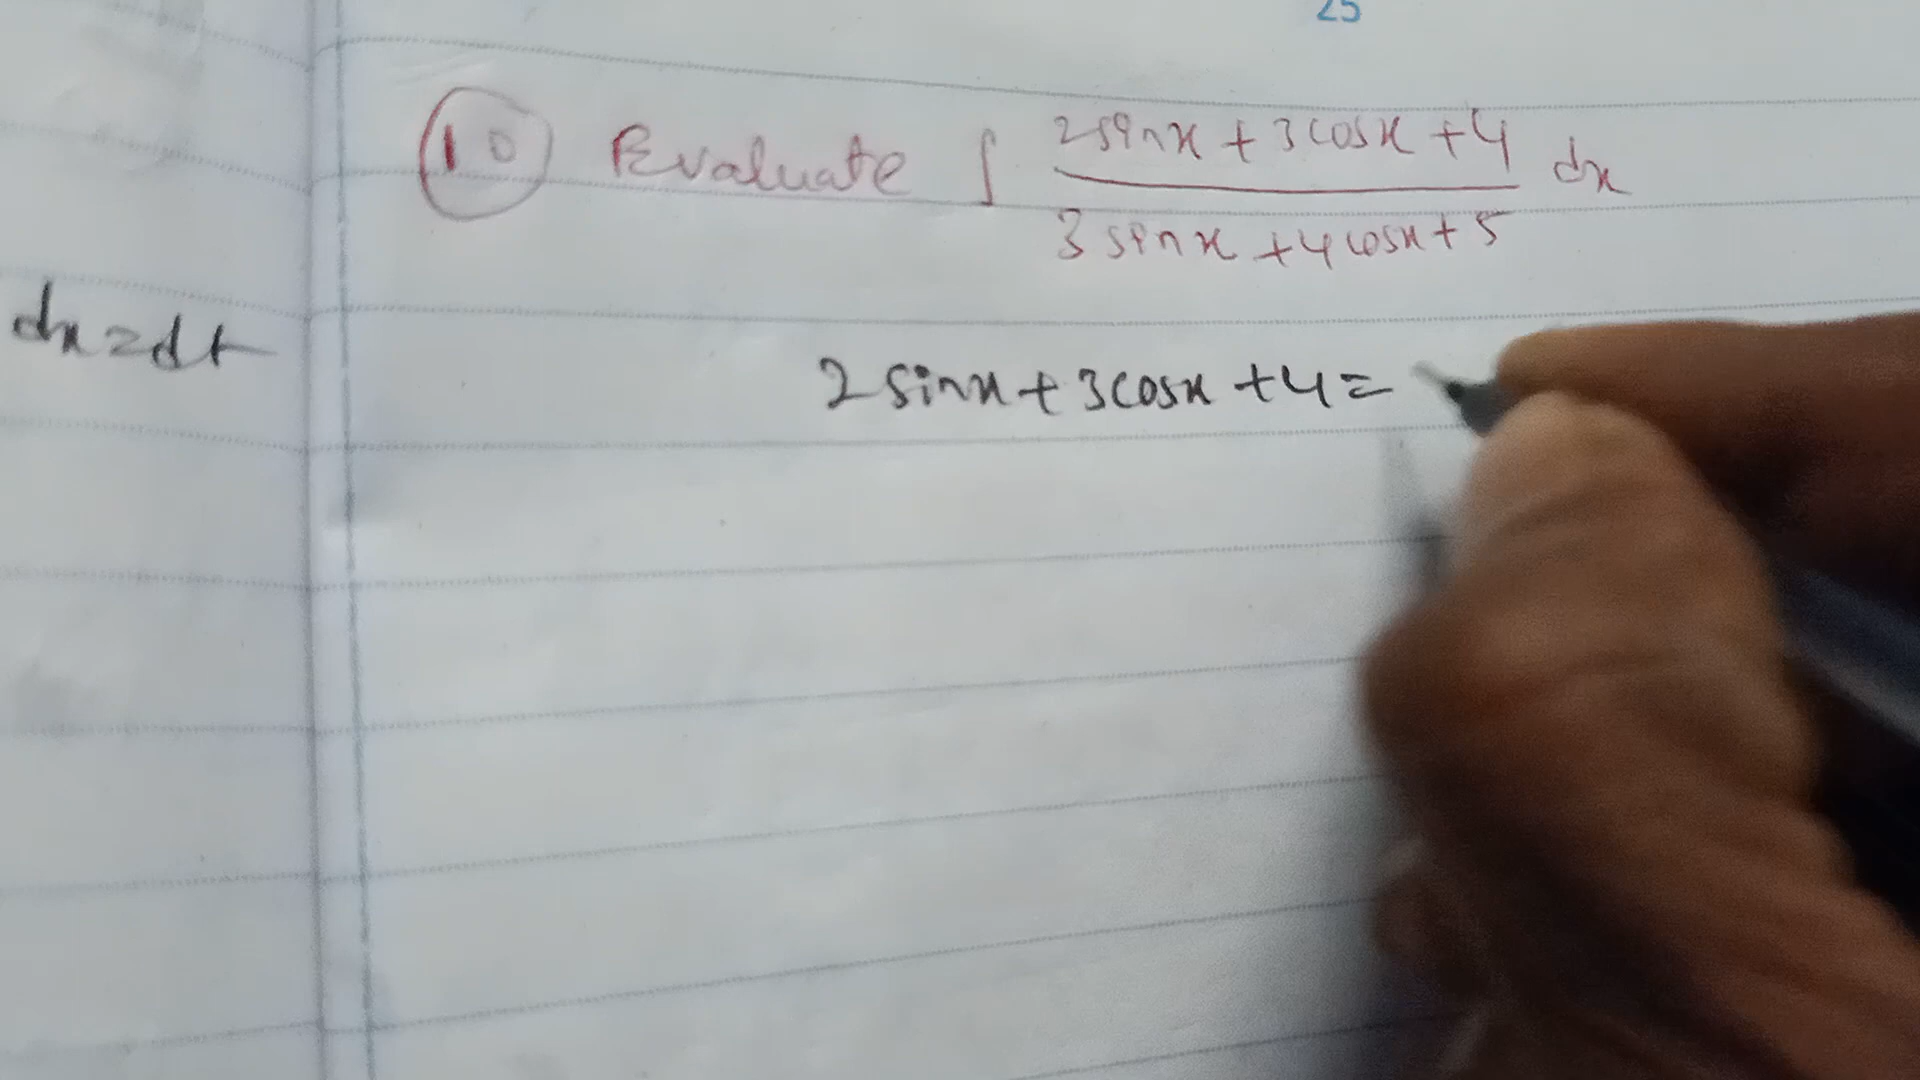 25
10 Evaluate ∫ 2sinx + 3cosx + 4 dx
3sinx + 4cosx + 5
dx = dt
2sinx + 3cosx + 4 =